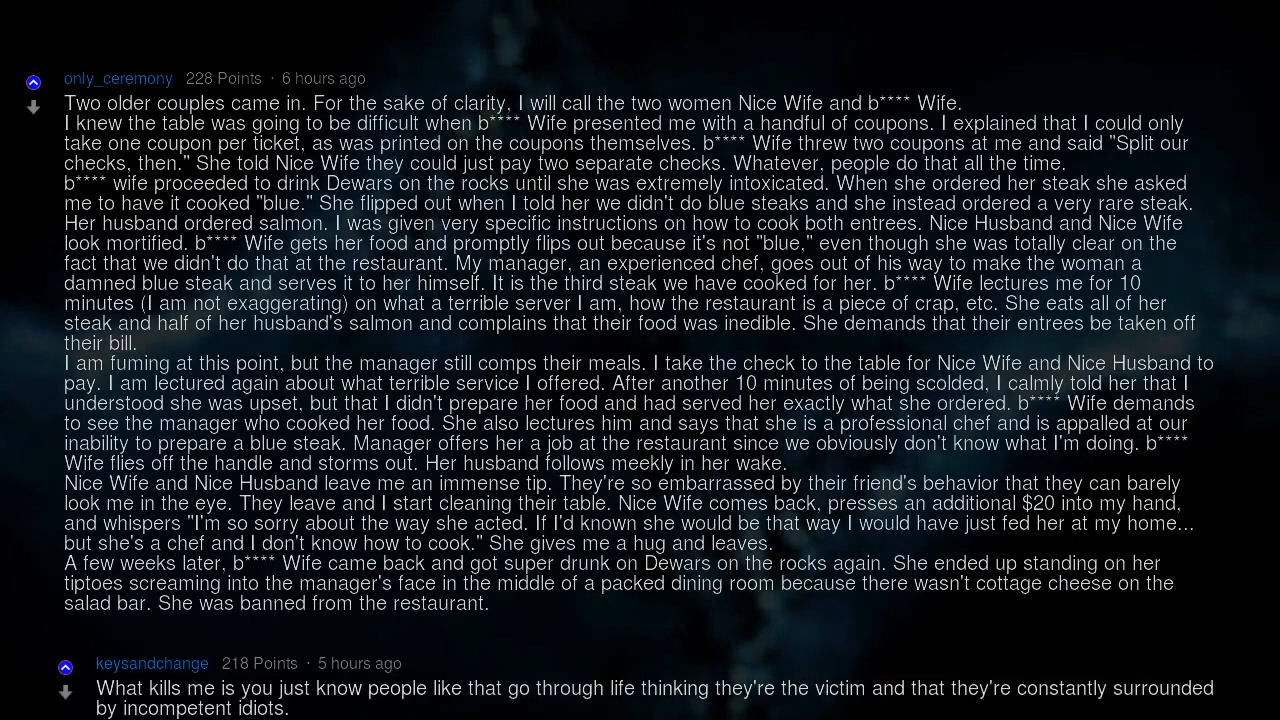 only_ceremony 228 Points · 6 hours ago
Two older couples came in. For the sake of clarity, I will call the two women Nice Wife and b**** Wife.
I knew the table was going to be difficult when b**** Wife presented me with a handful of coupons. I explained that I could only
take one coupon per ticket, as was printed on the coupons themselves. b**** Wife threw two coupons at me and said "Split our
checks, then." She told Nice Wife they could just pay two separate checks. Whatever, people do that all the time.
b**** wife proceeded to drink Dewars on the rocks until she was extremely intoxicated. When she ordered her steak she asked
me to have it cooked "blue." She flipped out when I told her we didn't do blue steaks and she instead ordered a very rare steak.
Her husband ordered salmon. I was given very specific instructions on how to cook both entrees. Nice Husband and Nice Wife
look mortified. b**** Wife gets her food and promptly flips out because it's not "blue," even though she was totally clear on the
fact that we didn't do that at the restaurant. My manager, an experienced chef, goes out of his way to make the woman a
damned blue steak and serves it to her himself. It is the third steak we have cooked for her. b**** Wife lectures me for 10
minutes (I am not exaggerating) on what a terrible server I am, how the restaurant is a piece of crap, etc. She eats all of her
steak and half of her husband's salmon and complains that their food was inedible. She demands that their entrees be taken off
their bill.
I am fuming at this point, but the manager still comps their meals. I take the check to the table for Nice Wife and Nice Husband to
pay. I am lectured again about what terrible service I offered. After another 10 minutes of being scolded, I calmly told her that I
understood she was upset, but that I didn't prepare her food and had served her exactly what she ordered. b**** Wife demands
to see the manager who cooked her food. She also lectures him and says that she is a professional chef and is appalled at our
inability to prepare a blue steak. Manager offers her a job at the restaurant since we obviously don't know what I'm doing. b****
Wife flies off the handle and storms out. Her husband follows meekly in her wake.
Nice Wife and Nice Husband leave me an immense tip. They're so embarrassed by their friend's behavior that they can barely
look me in the eye. They leave and I start cleaning their table. Nice Wife comes back, presses an additional $20 into my hand,
and whispers "I'm so sorry about the way she acted. If I'd known she would be that way I would have just fed her at my home...
but she's a chef and I don't know how to cook." She gives me a hug and leaves.
A few weeks later, b**** Wife came back and got super drunk on Dewars on the rocks again. She ended up standing on her
tiptoes screaming into the manager's face in the middle of a packed dining room because there wasn't cottage cheese on the
salad bar. She was banned from the restaurant.
keysandchange 218 Points · 5 hours ago
What kills me is you just know people like that go through life thinking they're the victim and that they're constantly surrounded
by incompetent idiots.